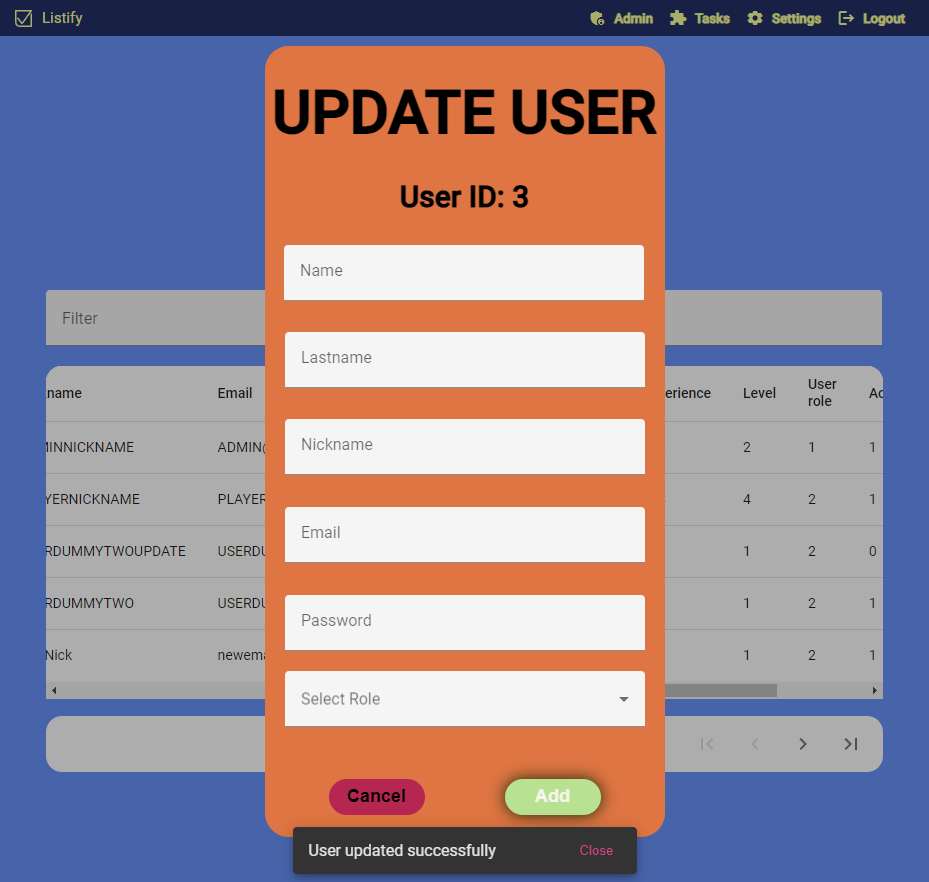 Listify
Admin Tasks Settings Logout
UPDATE USER
User ID: 3
Name
Filter
Lastname
name Email erience Level User role Ac
Nickname
MINNICKNAME ADMIN@ 2 1 1
YERNICKNAME PLAYER 4 2 1
Email
RDUMMYTWOUPDATE USERDU 1 2 0
RDUMMYTWO USERDU 1 2 1
Password
Nick newema 1 2 1
Select Role
Cancel Add
User updated successfully Close